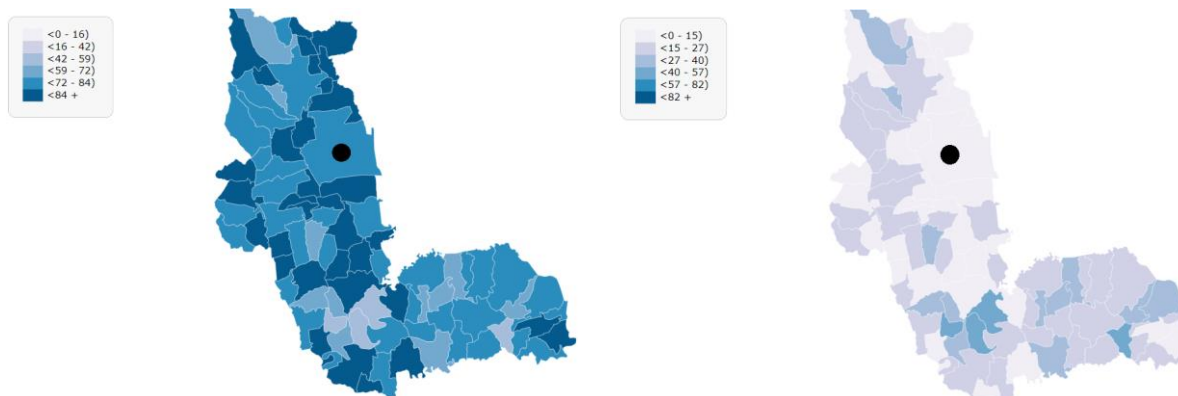 <0 - 16)
<16 - 42)
<42 - 59)
<59 - 72)
<72 - 84)
<84 +
<0 - 15)
<15 - 27)
<27 - 40)
<40 - 57)
<57 - 82)
<82 +